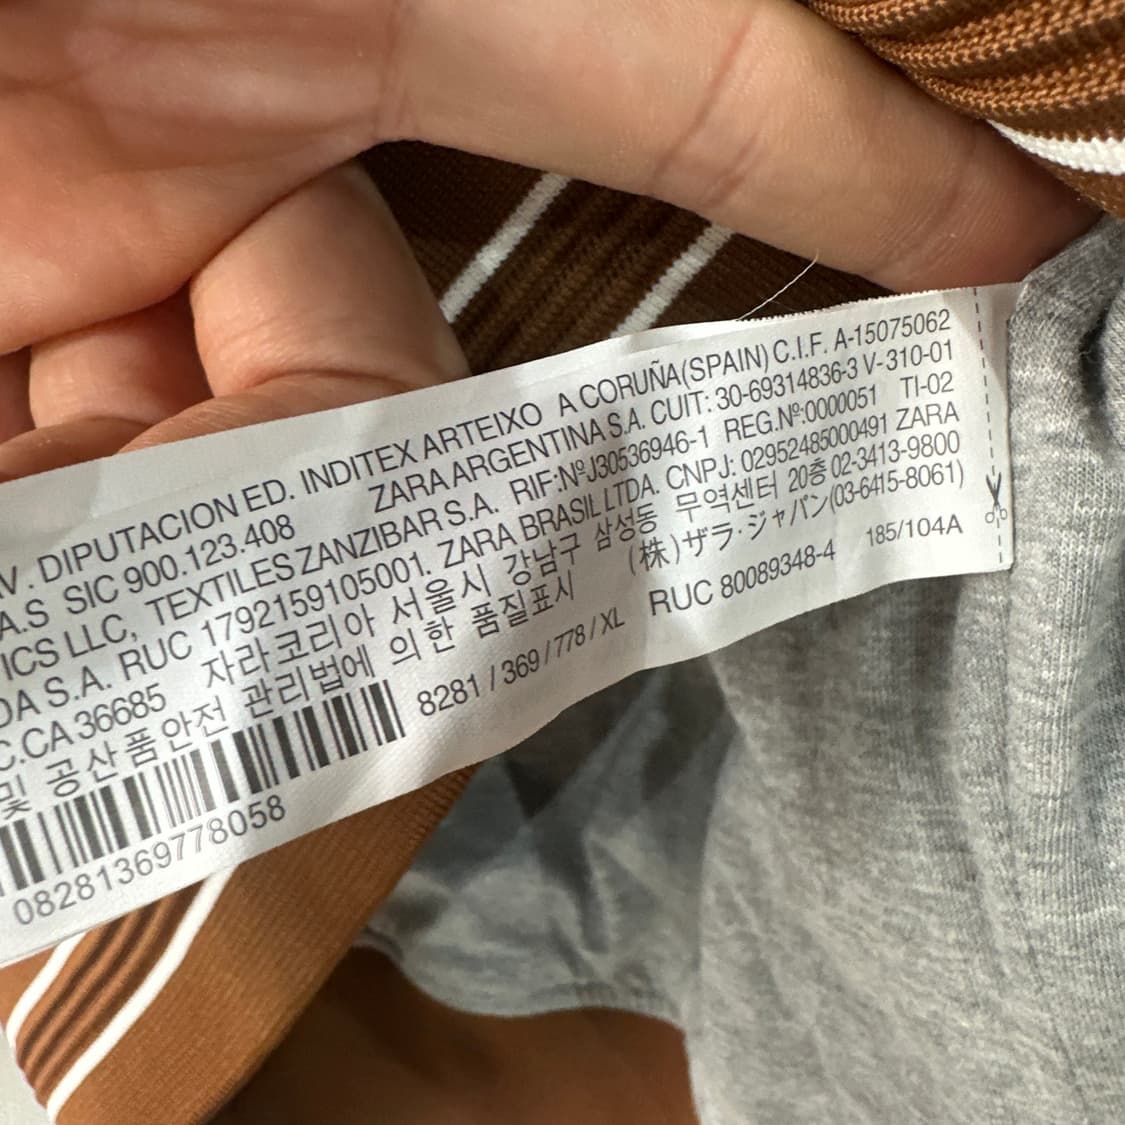 DIPUTACION ED. INDITEX ARTEIXO A CORUÑA(SPAIN) C.I.F. A-15075062
A.S SIC 900.123.408 ZARA ARGENTINA S.A. CUIT: 30-69314836-3 V-310-01
ICS LLC, TEXTILES ZANZIBAR S.A. RIF:Nº J30536946-1 REG.Nº:0000051 TI-02
DA S.A. RUC 1792159105001. ZARA BRASIL LTDA. CNPJ: 02952485000491 ZARA
C.CA 36685 자라코리아 서울시 강남구 삼성동 무역센터 20층 02-3413-9800
및 공산품안전 관리법에 의한 품질표시 (株)ザラ·ジャパン(03-6415-8061)
8281 / 369 / 778 / XL RUC 80089348-4 185/104A
08281369778058